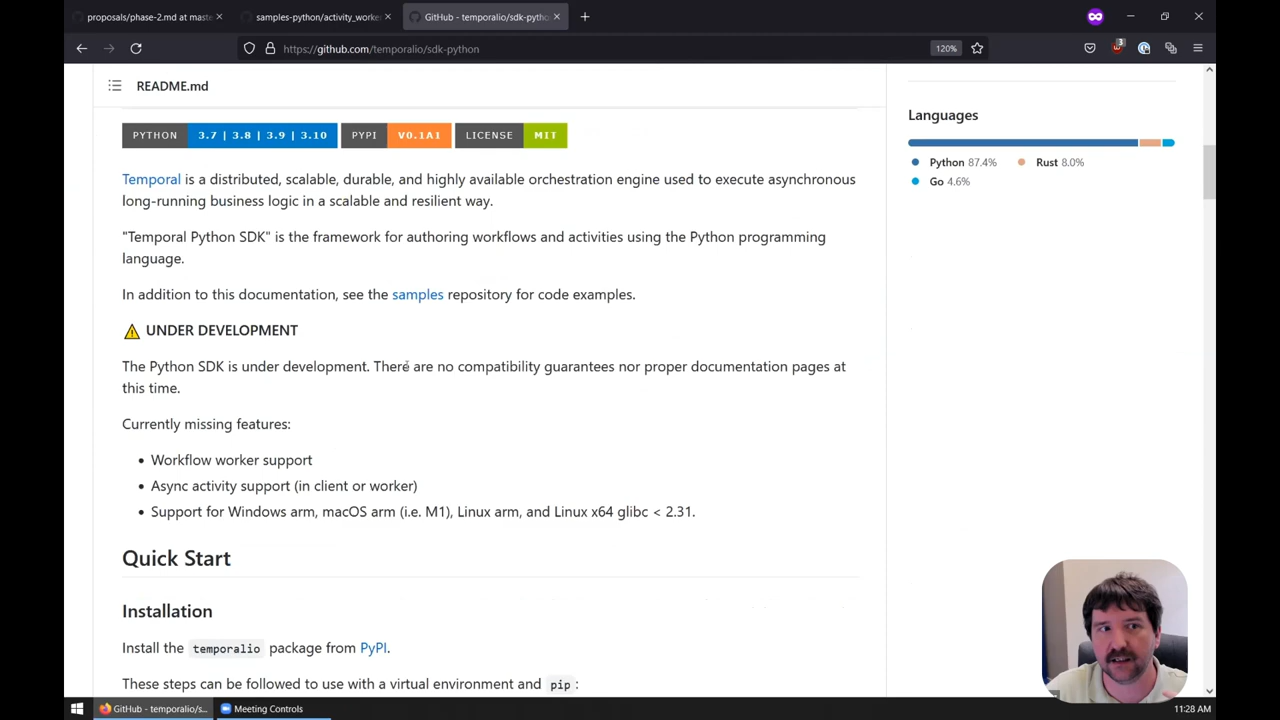 proposals/phase-2.md at maste
samples-python/activity_worke
GitHub - temporalio/sdk-pytho
https://github.com/temporalio/sdk-python
120%
3
README.md
PYTHON 3.7 | 3.8 | 3.9 | 3.10 PYPI V0.1A1 LICENSE MIT
Temporal is a distributed, scalable, durable, and highly available orchestration engine used to execute asynchronous
long-running business logic in a scalable and resilient way.
"Temporal Python SDK" is the framework for authoring workflows and activities using the Python programming
language.
In addition to this documentation, see the samples repository for code examples.
UNDER DEVELOPMENT
The Python SDK is under development. There are no compatibility guarantees nor proper documentation pages at
this time.
Currently missing features:
• Workflow worker support
• Async activity support (in client or worker)
• Support for Windows arm, macOS arm (i.e. M1), Linux arm, and Linux x64 glibc < 2.31.
Quick Start
Installation
Install the temporalio package from PyPI.
These steps can be followed to use with a virtual environment and pip :
Languages
Python 87.4%
Rust 8.0%
Go 4.6%
GitHub - temporalio/s...
Meeting Controls
11:28 AM